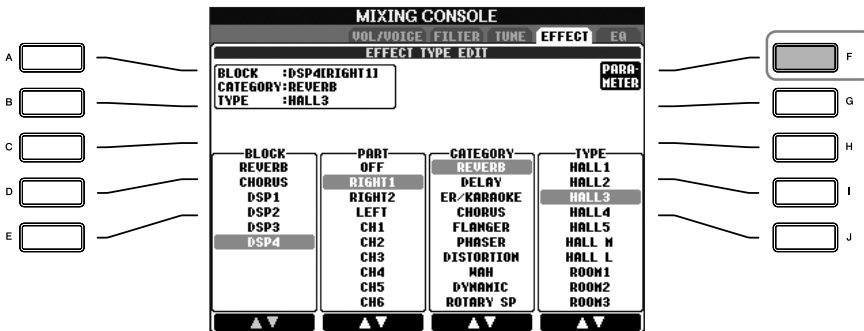 MIXING CONSOLE
VOL/VOICE FILTER TUNE EFFECT EQ
EFFECT TYPE EDIT
BLOCK :DSP4[RIGHT1]
CATEGORY:REVERB
TYPE :HALL3
PARA-
METER
A
B
C
D
E
F
G
H
I
J
BLOCK
REVERB
CHORUS
DSP1
DSP2
DSP3
DSP4
PART
OFF
RIGHT1
RIGHT2
LEFT
CH1
CH2
CH3
CH4
CH5
CH6
CATEGORY
REVERB
DELAY
ER/KARAOKE
CHORUS
FLANGER
PHASER
DISTORTION
WAH
DYNAMIC
ROTARY SP
TYPE
HALL1
HALL2
HALL3
HALL4
HALL5
HALL M
HALL L
ROOM1
ROOM2
ROOM3